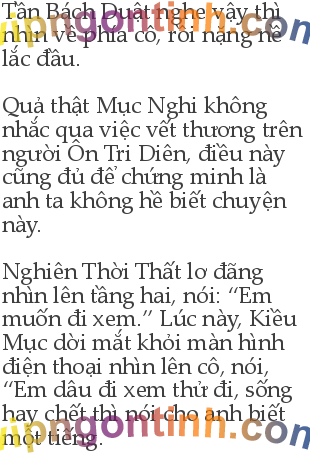 Tần Bách Duật nghe vậy thì
nhìn về phía cô, rồi nặng nề
lắc đầu.
Quả thật Mục Nghi không
nhắc qua việc vết thương trên
người Ôn Tri Diên, điều này
cũng đủ để chứng minh là
anh ta không hề biết chuyện
này.
Nghiên Thời Thất lơ đãng
nhìn lên tầng hai, nói: “Em
muốn đi xem.” Lúc này, Kiều
Mục dời mắt khỏi màn hình
điện thoại nhìn lên cô, nói,
“Em dâu đi xem thử đi, sống
hay chết thì nói cho anh biết
một tiếng.
vipngontinh.com
vipngontinh.com